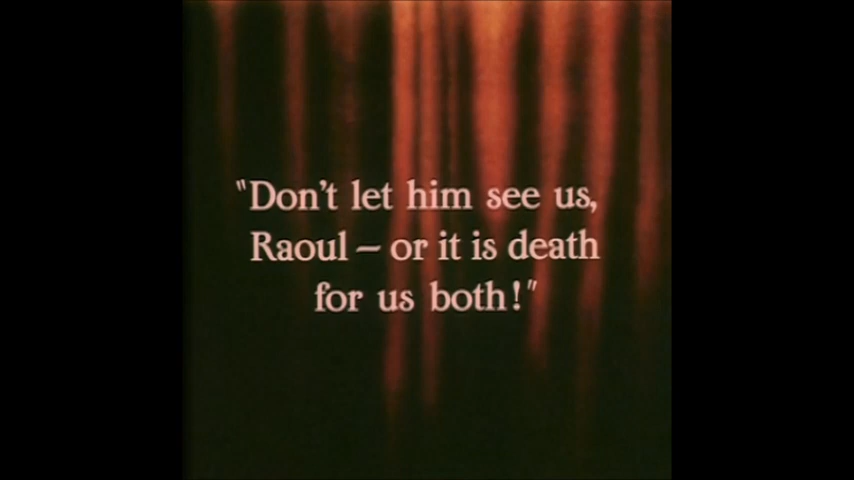 "Don't let him see us,
Raoul – or it is death
for us both!"